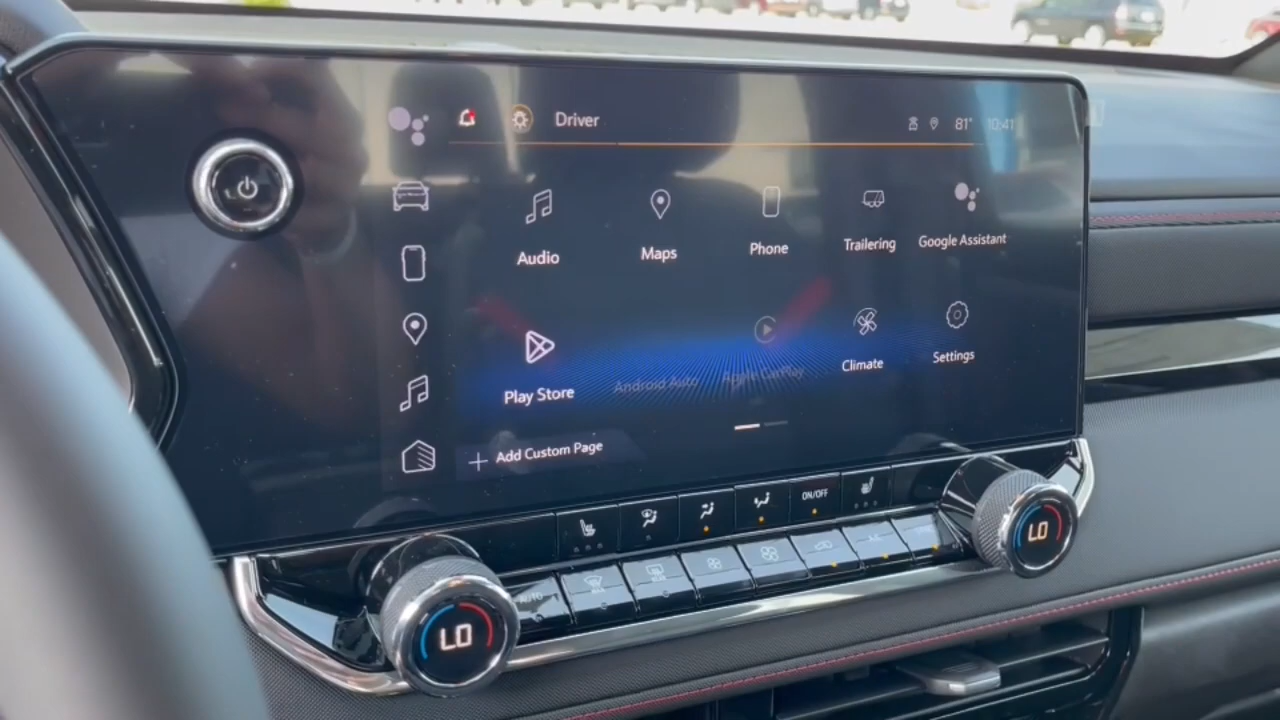 Driver
81° 10:41
Audio
Maps
Phone
Trailering
Google Assistant
Play Store
Android Auto
Apple CarPlay
Climate
Settings
+ Add Custom Page
ON/OFF
AUTO
A/C
LO
LO